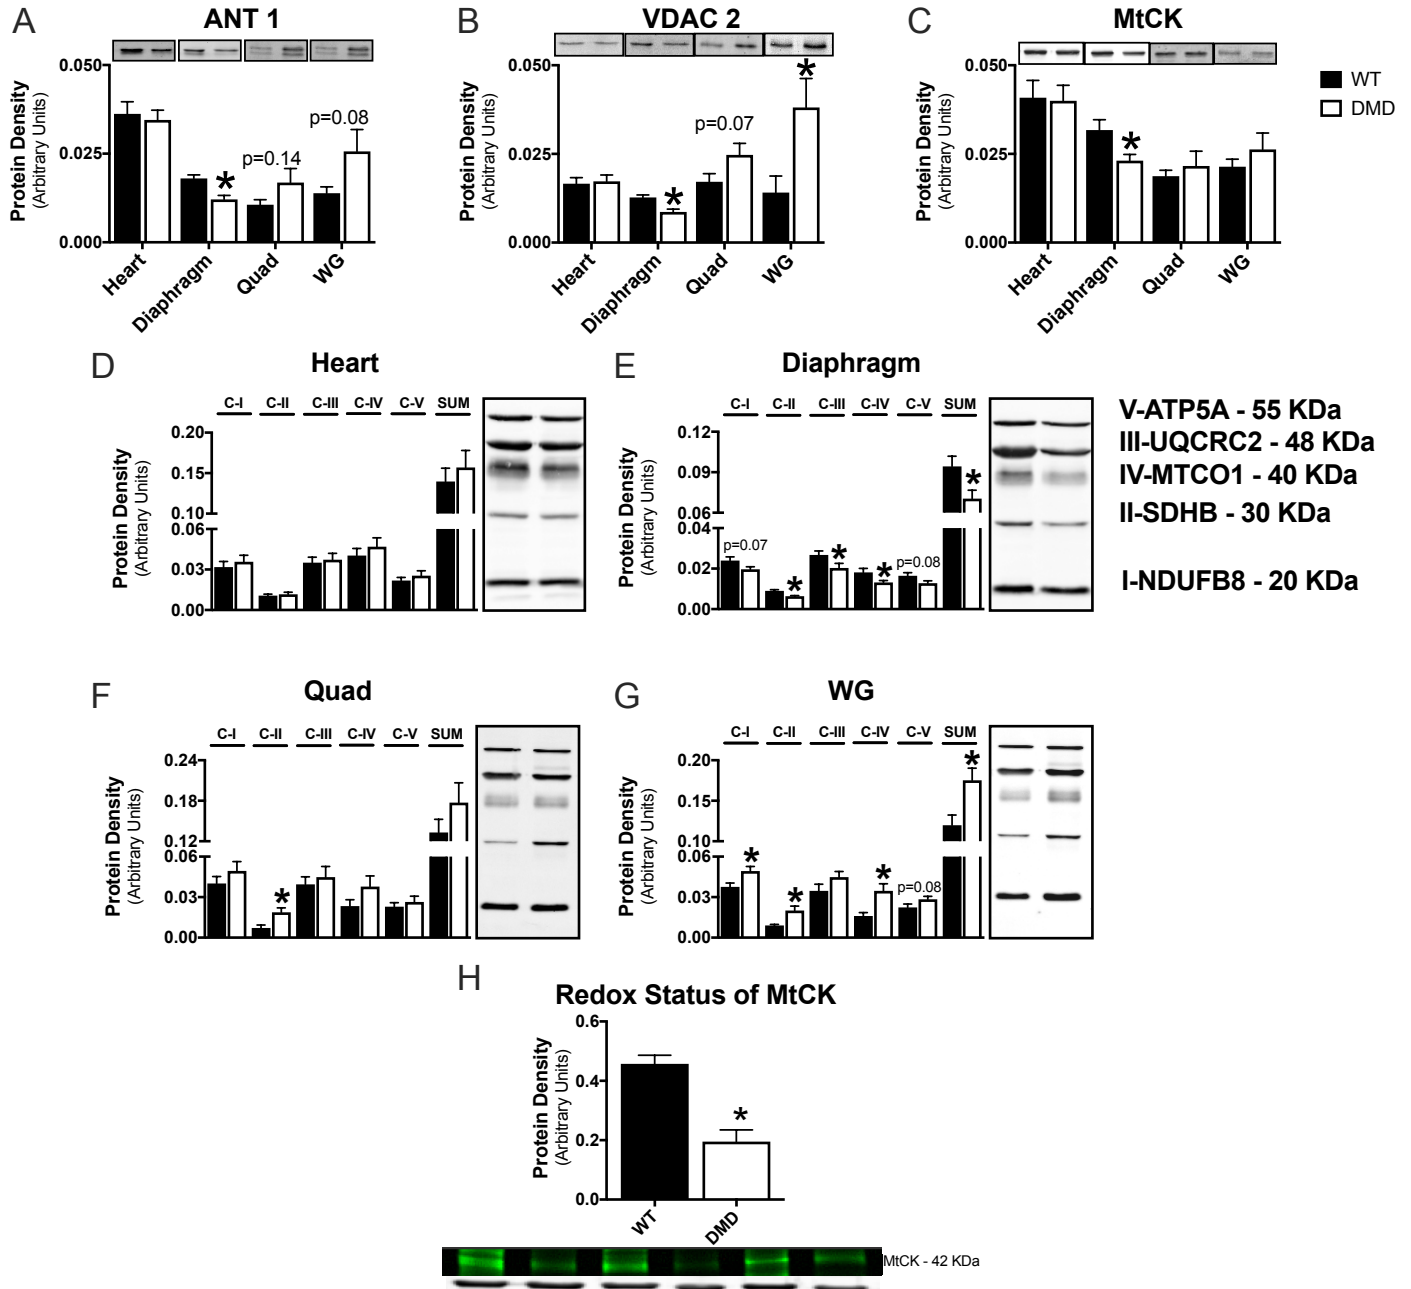 A
ANT 1
Protein Density
(Arbitrary Units)
0.050
0.025
0.000
p=0.14
p=0.08
*
Heart
Diaphragm
Quad
WG
B
VDAC 2
Protein Density
(Arbitrary Units)
0.050
0.025
0.000
*
p=0.07
*
Heart
Diaphragm
Quad
WG
C
MtCK
Protein Density
(Arbitrary Units)
0.050
0.025
0.000
*
Heart
Diaphragm
Quad
WG
WT
DMD
D
Heart
C-I C-II C-III C-IV C-V SUM
Protein Density
(Arbitrary Units)
0.20
0.15
0.10
0.06
0.03
0.00
E
Diaphragm
C-I C-II C-III C-IV C-V SUM
Protein Density
(Arbitrary Units)
0.12
0.09
0.06
0.04
0.02
0.00
p=0.07
*
*
*
p=0.08
*
V-ATP5A - 55 KDa
III-UQCRC2 - 48 KDa
IV-MTCO1 - 40 KDa
II-SDHB - 30 KDa
I-NDUFB8 - 20 KDa
F
Quad
C-I C-II C-III C-IV C-V SUM
Protein Density
(Arbitrary Units)
0.24
0.18
0.12
0.06
0.03
0.00
*
G
WG
C-I C-II C-III C-IV C-V SUM
Protein Density
(Arbitrary Units)
0.20
0.15
0.10
0.06
0.03
0.00
*
*
*
p=0.08
*
H
Redox Status of MtCK
Protein Density
(Arbitrary Units)
0.6
0.4
0.2
0.0
*
WT
DMD
MtCK - 42 KDa